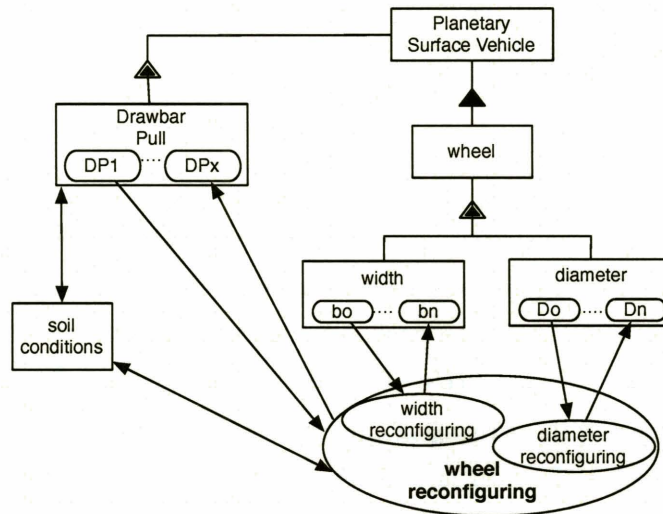 Planetary
Surface Vehicle
Drawbar
Pull
DP1 ..... DPx
wheel
width
bo ..... bn
diameter
Do ..... Dn
soil
conditions
width
reconfiguring
diameter
reconfiguring
wheel
reconfiguring